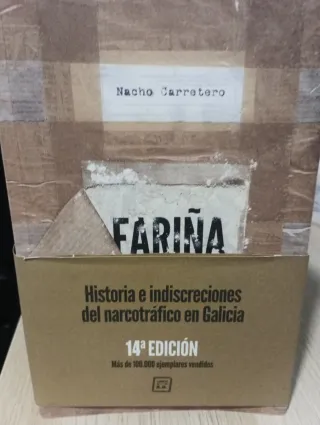 Nacho Carretero
FARIÑA
Historia e indiscreciones
del narcotráfico en Galicia
14ª EDICIÓN
Más de 100.000 ejemplares vendidos